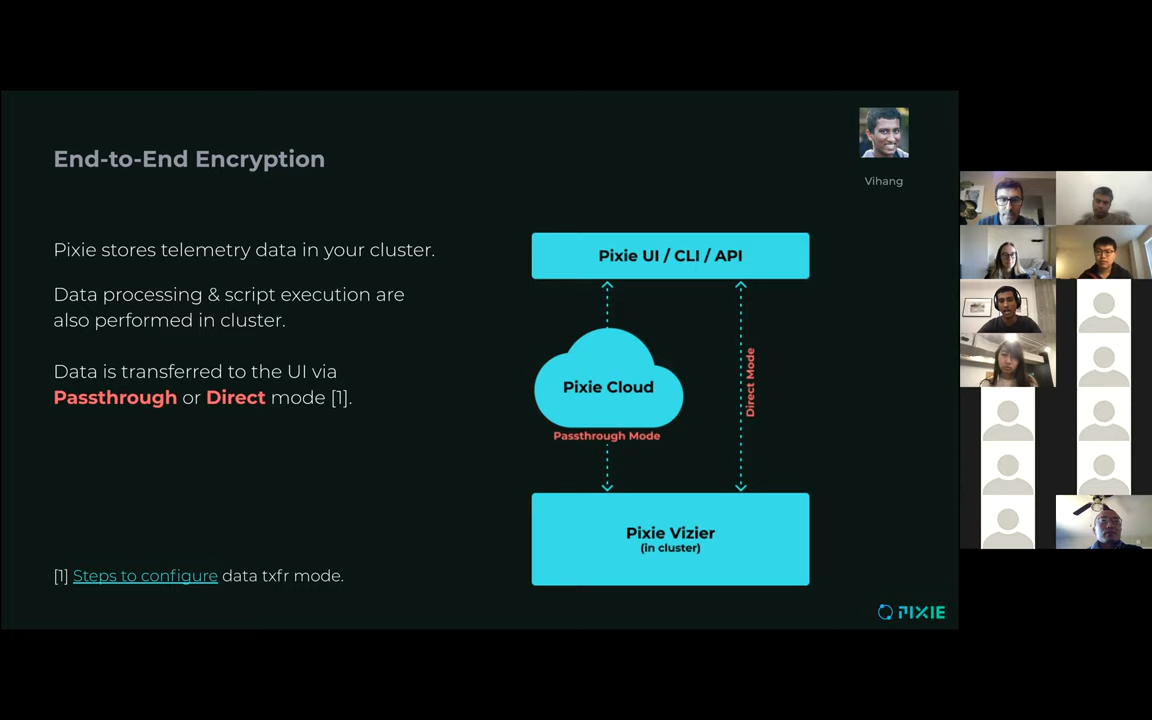 End-to-End Encryption
Vihang
Pixie stores telemetry data in your cluster.
Data processing & script execution are
also performed in cluster.
Data is transferred to the UI via
Passthrough or Direct mode [1].
[1] Steps to configure data txfr mode.
Pixie UI / CLI / API
Pixie Cloud
Passthrough Mode
Direct Mode
Pixie Vizier
(in cluster)
PIXIE